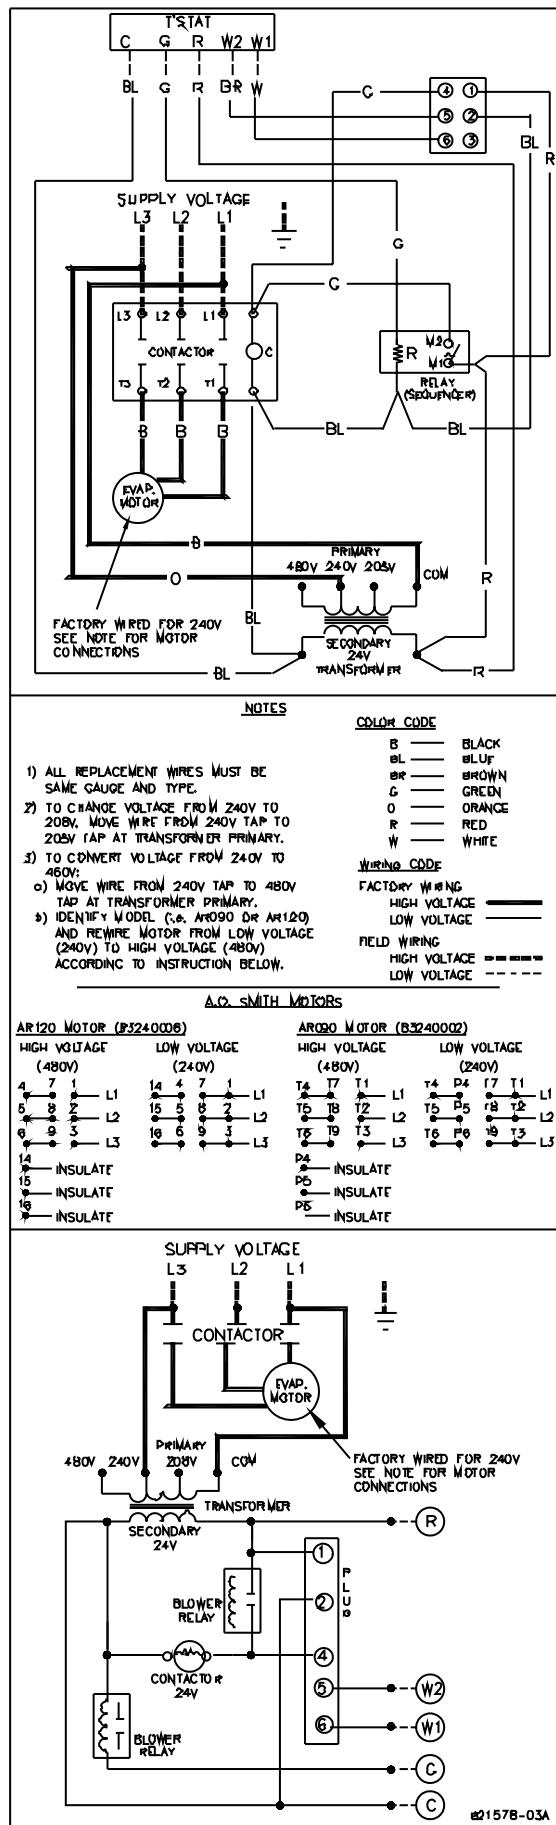 T'STAT
C G R W2 W1
BL G R BR W
G
4 1
5 2
6 3
BL
R
SUPPLY VOLTAGE
L3 L2 L1
G
G
L3 L2 L1
CONTACTOR
C
T3 T2 T1
M2
R
M1
RELAY
(SEQUENCER)
B B B
BL
BL
EVAP.
MOTOR
B
PRIMARY
480V 240V 208V
COM
O
R
BL
FACTORY WIRED FOR 240V
SEE NOTE FOR MOTOR
CONNECTIONS
SECONDARY
24V
TRANSFORMER
BL
R
NOTES
1) ALL REPLACEMENT WIRES MUST BE
SAME GAUGE AND TYPE.
2) TO CHANGE VOLTAGE FROM 240V TO
208V, MOVE WIRE FROM 240V TAP TO
208V TAP AT TRANSFORMER PRIMARY.
3) TO CONVERT VOLTAGE FROM 240V TO
460V:
a) MOVE WIRE FROM 240V TAP TO 480V
TAP AT TRANSFORMER PRIMARY.
b) IDENTIFY MODEL (i.e. AR090 OR AR120)
AND REWIRE MOTOR FROM LOW VOLTAGE
(240V) TO HIGH VOLTAGE (480V)
ACCORDING TO INSTRUCTION BELOW.
COLOR CODE
B BLACK
BL BLUE
BR BROWN
G GREEN
O ORANGE
R RED
W WHITE
WIRING CODE
FACTORY WIRING
HIGH VOLTAGE
LOW VOLTAGE
FIELD WIRING
HIGH VOLTAGE
LOW VOLTAGE
A.O. SMITH MOTORS
AR120 MOTOR (B3240006)
HIGH VOLTAGE LOW VOLTAGE
(480V) (240V)
4 7 1 L1 14 4 7 1 L1
5 8 2 L2 15 5 8 2 L2
6 9 3 L3 16 6 9 3 L3
14 INSULATE
15 INSULATE
16 INSULATE
AR090 MOTOR (B3240002)
HIGH VOLTAGE LOW VOLTAGE
(480V) (240V)
T4 T7 T1 L1 T4 P4 T7 T1 L1
T5 T8 T2 L2 T5 P5 T8 T2 L2
T6 T9 T3 L3 T6 P6 T9 T3 L3
P4 INSULATE
P5 INSULATE
P6 INSULATE
SUPPLY VOLTAGE
L3 L2 L1
CONTACTOR
EVAP.
MOTOR
PRIMARY
480V 240V 208V COM
FACTORY WIRED FOR 240V
SEE NOTE FOR MOTOR
CONNECTIONS
TRANSFORMER
SECONDARY
24V
R
1
PLUG
2
BLOWER
RELAY
4
CONTACTOR
24V
5 W2
6 W1
BLOWER
RELAY
G
C
21578-03A